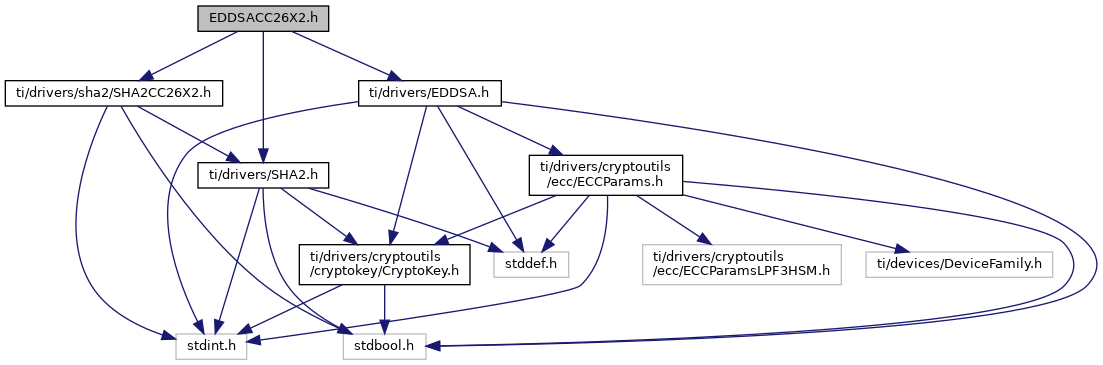 EDDSACC26X2.h
ti/drivers/sha2/SHA2CC26X2.h
ti/drivers/EDDSA.h
ti/drivers/SHA2.h
ti/drivers/cryptoutils
/ecc/ECCParams.h
ti/drivers/cryptoutils
/cryptokey/CryptoKey.h
stddef.h
ti/drivers/cryptoutils
/ecc/ECCParamsLPF3HSM.h
ti/devices/DeviceFamily.h
stdint.h
stdbool.h